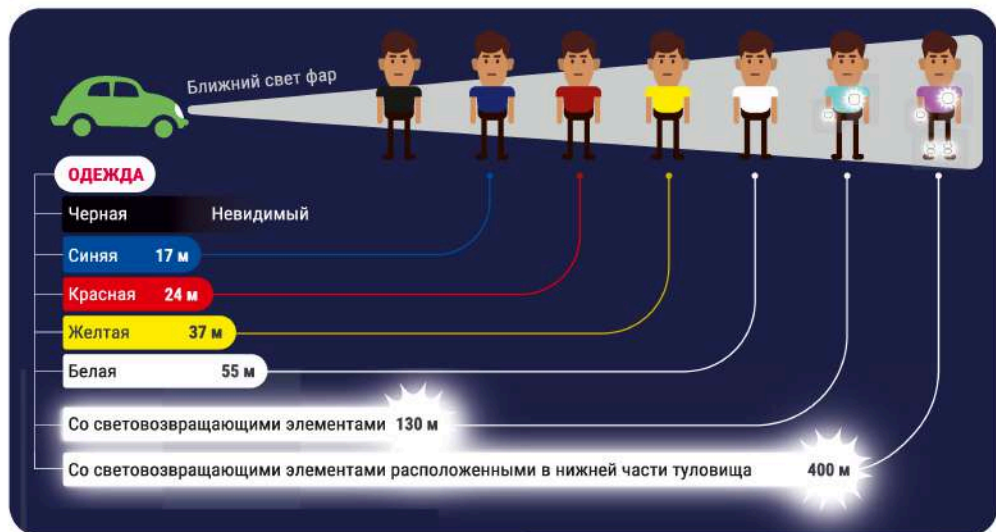 Ближний свет фар
ОДЕЖДА
Черная Невидимый
Синяя 17 м
Красная 24 м
Желтая 37 м
Белая 55 м
Со световозвращающими элементами 130 м
Со световозвращающими элементами расположенными в нижней части туловища 400 м